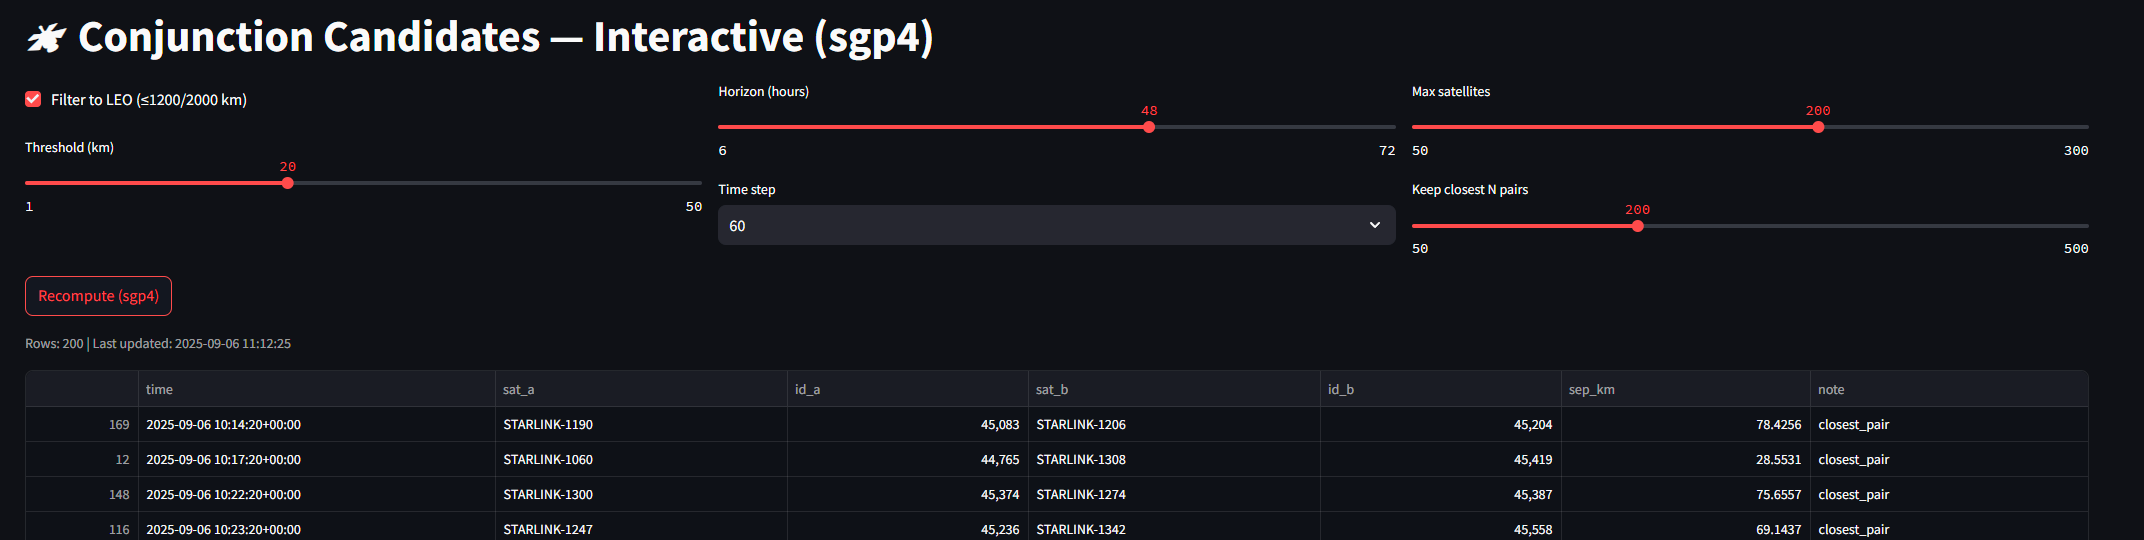 Conjunction Candidates — Interactive (sgp4)
Filter to LEO (≤1200/2000 km)
Threshold (km)
20
1 50
Horizon (hours)
48
6 72
Time step
60
Max satellites
200
50 300
Keep closest N pairs
200
50 500
Recompute (sgp4)
Rows: 200 | Last updated: 2025-09-06 11:12:25
time sat_a id_a sat_b id_b sep_km note
169 2025-09-06 10:14:20+00:00 STARLINK-1190 45,083 STARLINK-1206 45,204 78.4256 closest_pair
12 2025-09-06 10:17:20+00:00 STARLINK-1060 44,765 STARLINK-1308 45,419 28.5531 closest_pair
148 2025-09-06 10:22:20+00:00 STARLINK-1300 45,374 STARLINK-1274 45,387 75.6557 closest_pair
116 2025-09-06 10:23:20+00:00 STARLINK-1247 45,236 STARLINK-1342 45,558 69.1437 closest_pair